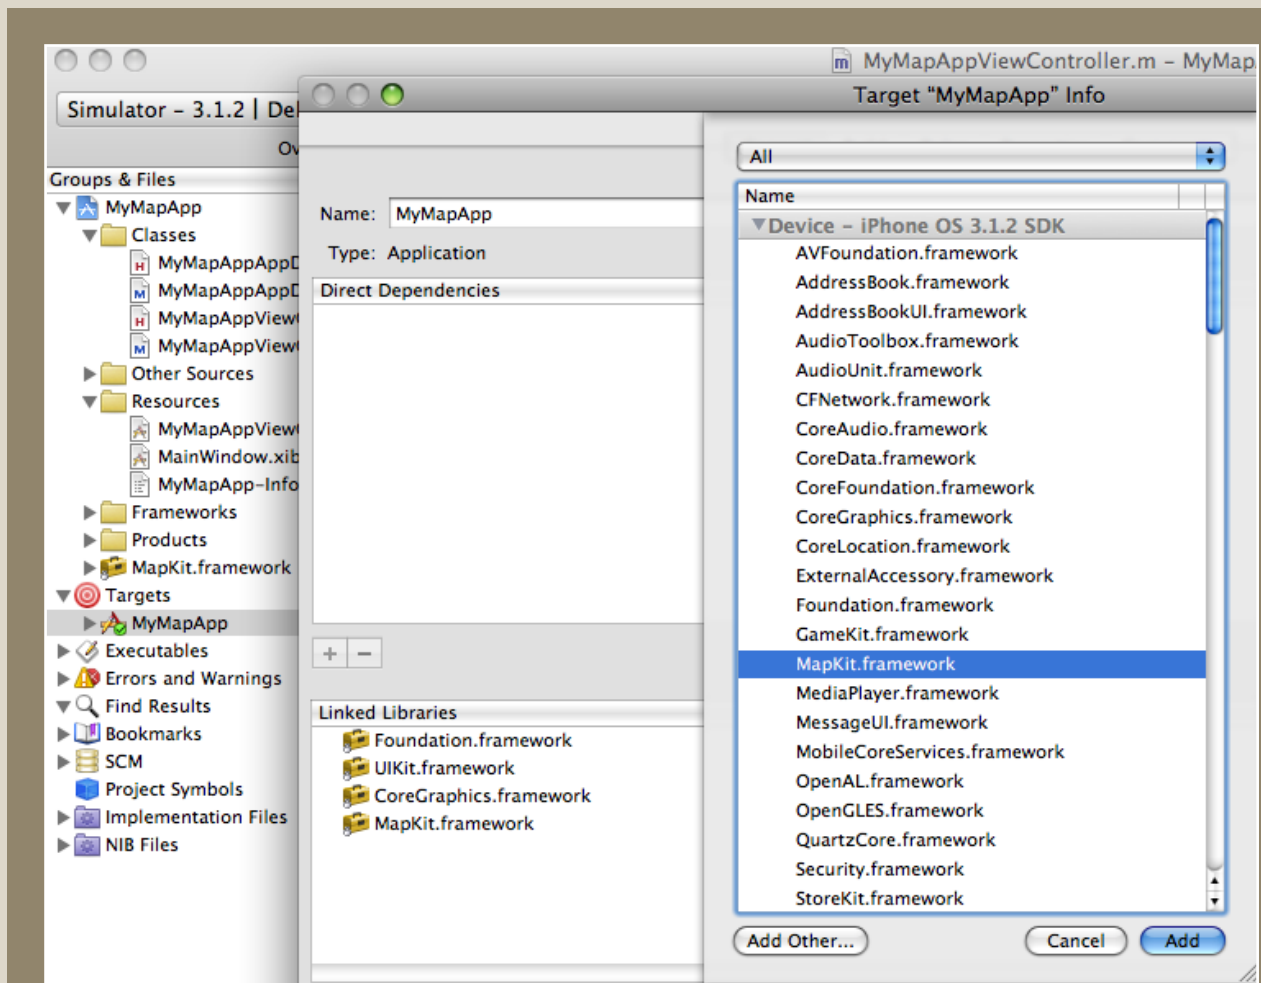 MyMapAppViewController.m – MyMap
Target “MyMapApp” Info
Simulator – 3.1.2 | De
Ov
Groups & Files
MyMapApp
Classes
MyMapAppAppD
MyMapAppAppD
MyMapAppView
MyMapAppView
Other Sources
Resources
MyMapAppView
MainWindow.xib
MyMapApp–Info
Frameworks
Products
MapKit.framework
Targets
MyMapApp
Executables
Errors and Warnings
Find Results
Bookmarks
SCM
Project Symbols
Implementation Files
NIB Files
Name: MyMapApp
Type: Application
Direct Dependencies
+ –
Linked Libraries
Foundation.framework
UIKit.framework
CoreGraphics.framework
MapKit.framework
All
Name
Device – iPhone OS 3.1.2 SDK
AVFoundation.framework
AddressBook.framework
AddressBookUI.framework
AudioToolbox.framework
AudioUnit.framework
CFNetwork.framework
CoreAudio.framework
CoreData.framework
CoreFoundation.framework
CoreGraphics.framework
CoreLocation.framework
ExternalAccessory.framework
Foundation.framework
GameKit.framework
MapKit.framework
MediaPlayer.framework
MessageUI.framework
MobileCoreServices.framework
OpenAL.framework
OpenGLES.framework
QuartzCore.framework
Security.framework
StoreKit.framework
Add Other... Cancel Add